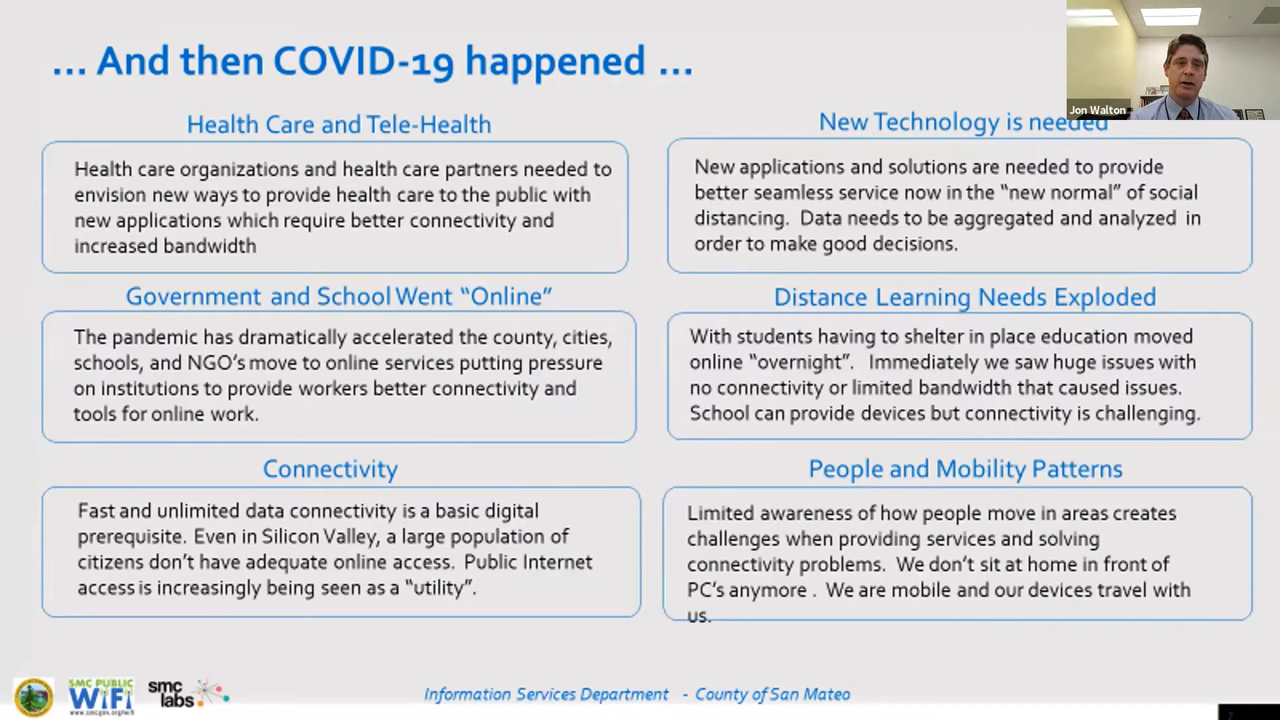 ... And then COVID-19 happened ...
Jon Walton
Health Care and Tele-Health
Health care organizations and health care partners needed to
envision new ways to provide health care to the public with
new applications which require better connectivity and
increased bandwidth
New Technology is needed
New applications and solutions are needed to provide
better seamless service now in the “new normal” of social
distancing. Data needs to be aggregated and analyzed in
order to make good decisions.
Government and School Went “Online”
The pandemic has dramatically accelerated the county, cities,
schools, and NGO’s move to online services putting pressure
on institutions to provide workers better connectivity and
tools for online work.
Distance Learning Needs Exploded
With students having to shelter in place education moved
online “overnight”. Immediately we saw huge issues with
no connectivity or limited bandwidth that caused issues.
School can provide devices but connectivity is challenging.
Connectivity
Fast and unlimited data connectivity is a basic digital
prerequisite. Even in Silicon Valley, a large population of
citizens don’t have adequate online access. Public Internet
access is increasingly being seen as a “utility”.
People and Mobility Patterns
Limited awareness of how people move in areas creates
challenges when providing services and solving
connectivity problems. We don’t sit at home in front of
PC’s anymore . We are mobile and our devices travel with
us.
SMC PUBLIC
WiFi
www.smcgov.org/wifi
smc
labs
Information Services Department - County of San Mateo